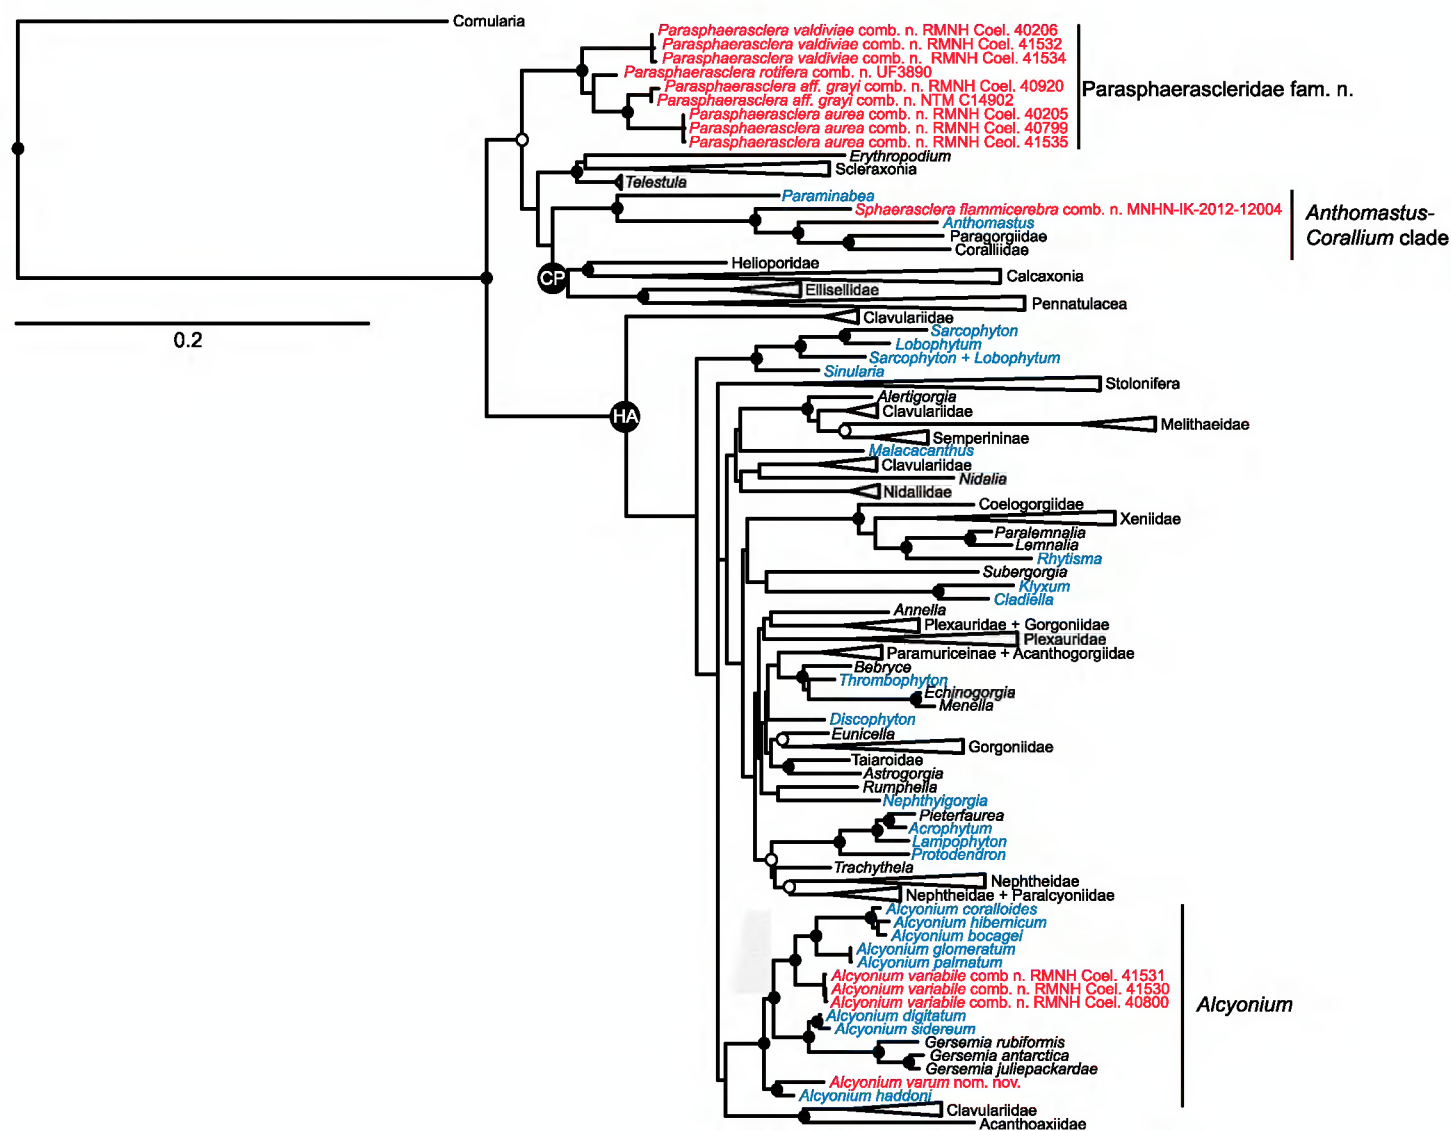 Cornularia
Parasphaerasclera valdiviae comb. n. RMNH Coel. 40206
Parasphaerasclera valdiviae comb. n. RMNH Coel. 41532
Parasphaerasclera valdiviae comb. n. RMNH Coel. 41534
Parasphaerasclera rotifera comb. n. UF3890
Parasphaerasclera aff. grayi comb. n. RMNH Coel. 40920
Parasphaerasclera aff. grayi comb. n. NTM C14902
Parasphaerasclera aurea comb. n. RMNH Coel. 40205
Parasphaerasclera aurea comb. n. RMNH Coel. 40799
Parasphaerasclera aurea comb. n. RMNH Ceol. 41535
Parasphaerascleridae fam. n.
Erythropodium
Scleraxonia
Telestula
Paraminabea
Sphaerasclera flammicerebra comb. n. MNHN-IK-2012-12004
Anthomastus
Paragorgiidae
Coralliidae
Anthomastus-
Corallium clade
CP
Helioporidae
Calcaxonia
Ellisellidae
Pennatulacea
0.2
HA
Clavulariidae
Sarcophyton
Lobophytum
Sarcophyton + Lobophytum
Sinularia
Stolonifera
Alertigorgia
Clavulariidae
Melithaeidae
Semperininae
Malacacanthus
Clavulariidae
Nidalia
Nidaliidae
Coelogorgiidae
Xeniidae
Paralemnalia
Lemnalia
Rhytisma
Subergorgia
Klyxum
Cladiella
Annella
Plexauridae + Gorgoniidae
Plexauridae
Paramuriceinae + Acanthogorgiidae
Bebryce
Thrombophyton
Echinogorgia
Menella
Discophyton
Eunicella
Gorgoniidae
Taiaroidae
Astrogorgia
Rumphella
Nephthyigorgia
Pieterfaurea
Acrophytum
Lampophyton
Protodendron
Trachythela
Nephtheidae
Nephtheidae + Paralcyoniidae
Alcyonium coralloides
Alcyonium hibernicum
Alcyonium bocagei
Alcyonium glomeratum
Alcyonium palmatum
Alcyonium variabile comb n. RMNH Coel. 41531
Alcyonium variabile comb. n. RMNH Coel. 41530
Alcyonium variabile comb. n. RMNH Coel. 40800
Alcyonium digitatum
Alcyonium sidereum
Gersemia rubiformis
Gersemia antarctica
Gersemia juliepackardae
Alcyonium varum nom. nov.
Alcyonium haddoni
Alcyonium
Clavulariidae
Acanthoaxiidae